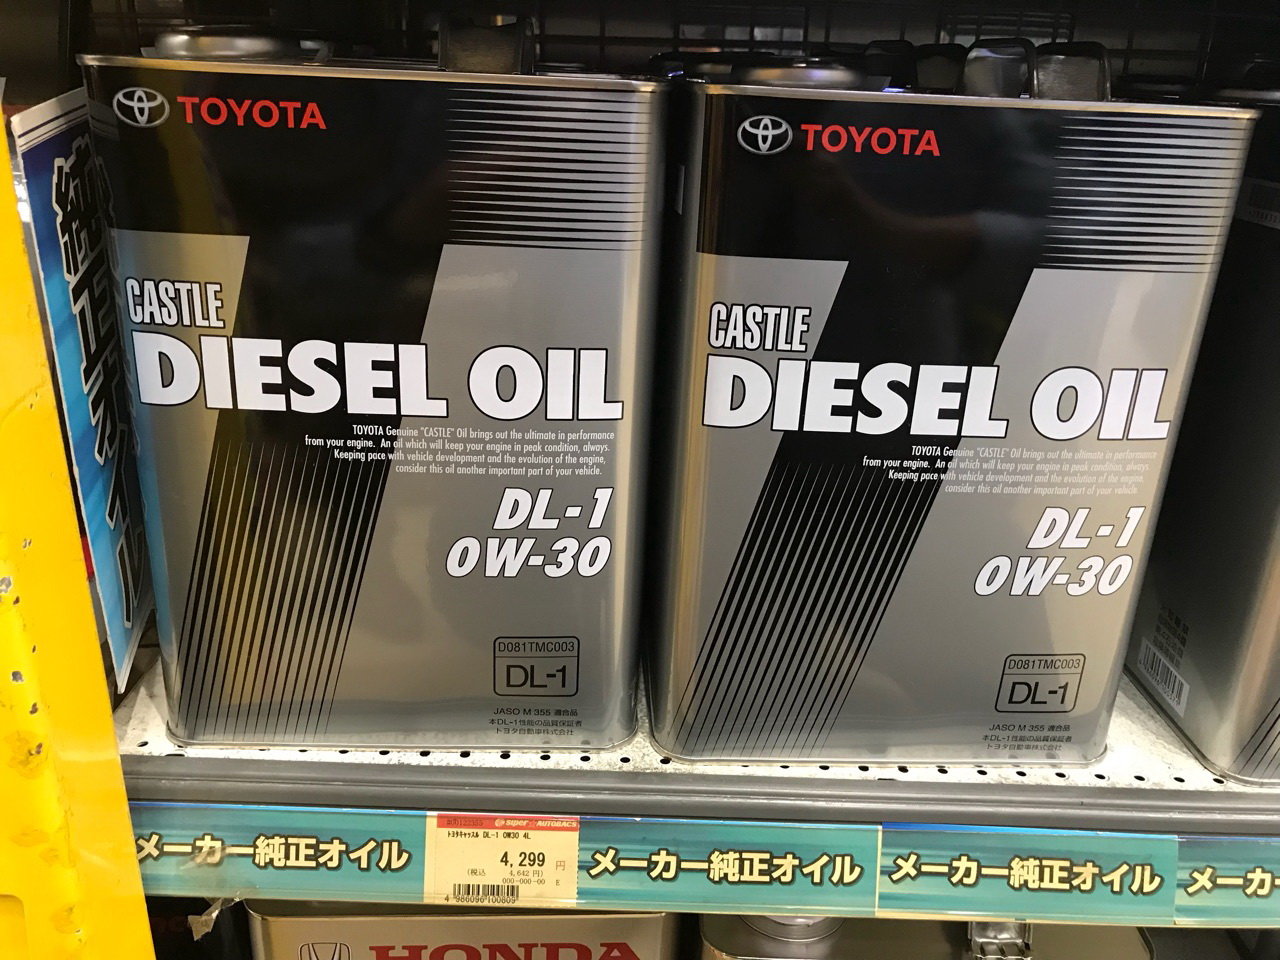 純正オイル
TOYOTA
CASTLE
DIESEL OIL
TOYOTA Genuine "CASTLE" Oil brings out the ultimate in performance
from your engine. An oil which will keep your engine in peak condition, always.
Keeping pace with vehicle development and the evolution of the engine,
consider this oil another important part of your vehicle.
DL-1
0W-30
D081TMC003
DL-1
JASO M 355 適合品
本DL-1性能の品質保証者
トヨタ自動車株式会社
TOYOTA
CASTLE
DIESEL OIL
TOYOTA Genuine "CASTLE" Oil brings out the ultimate in performance
from your engine. An oil which will keep your engine in peak condition, always.
Keeping pace with vehicle development and the evolution of the engine,
consider this oil another important part of your vehicle.
DL-1
0W-30
D081TMC003
DL-1
JASO M 355 適合品
本DL-1性能の品質保証者
トヨタ自動車株式会社
メーカー純正オイル
super AUTOBACS
トヨタキャッスル DL-1 0W30 4L
4,299 円
(税込 4,642 円)
000-000-00 E
4 986096 100809
メーカー純正オイル
メーカー純正オイル
メーカ
HONDA